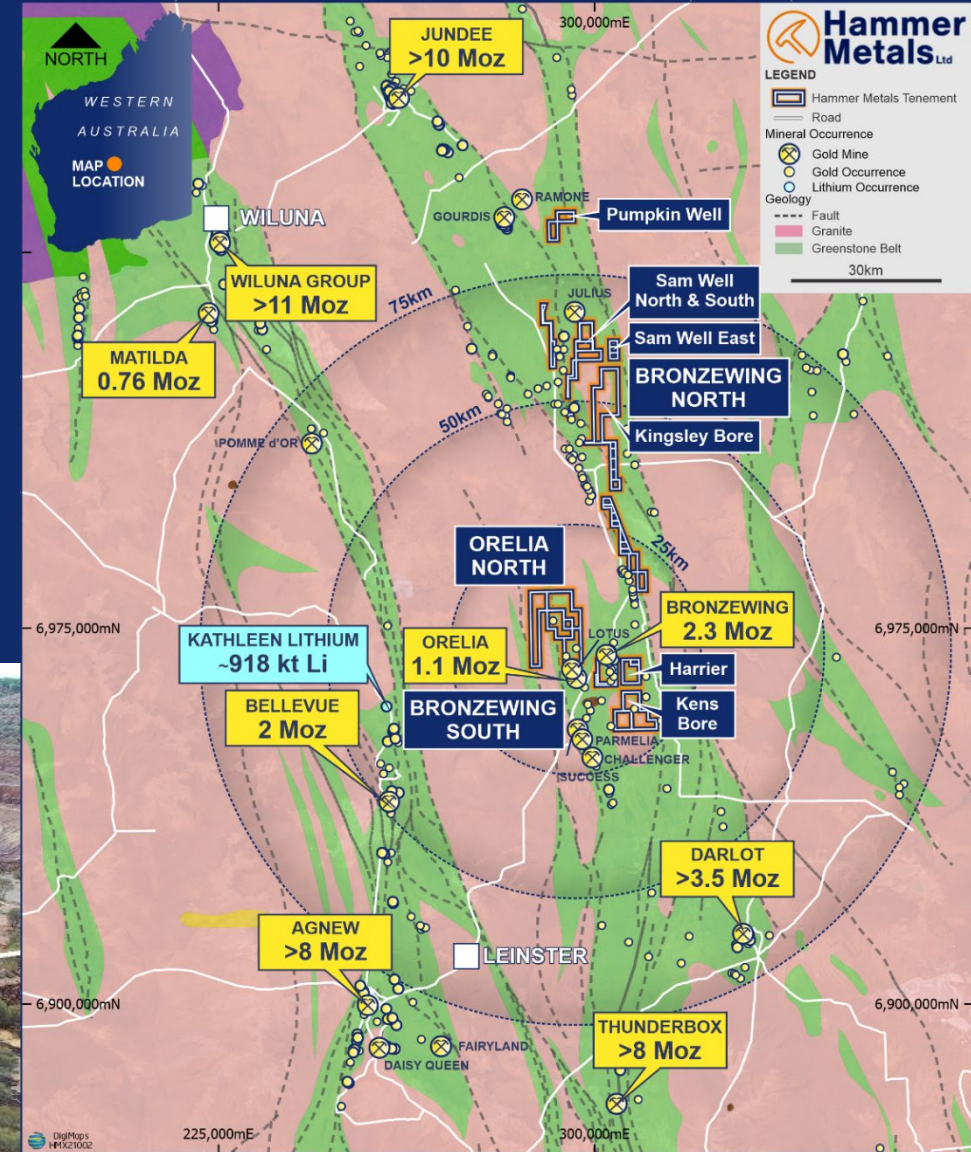 NORTH
WESTERN
AUSTRALIA
MAP
LOCATION
300,000mE
Hammer
Metals Ltd
LEGEND
Hammer Metals Tenement
Road
Mineral Occurrence
Gold Mine
Gold Occurrence
Lithium Occurrence
Geology
Fault
Granite
Greenstone Belt
30km
JUNDEE
>10 Moz
RAMONE
GOURDIS
Pumpkin Well
WILUNA
WILUNA GROUP
>11 Moz
MATILDA
0.76 Moz
75km
JULIUS
Sam Well
North & South
Sam Well East
BRONZEWING
NORTH
50km
Kingsley Bore
POMME d'OR
ORELIA
NORTH
25km
6,975,000mN
6,975,000mN
KATHLEEN LITHIUM
~918 kt Li
ORELIA
1.1 Moz
LOTUS
BRONZEWING
2.3 Moz
Harrier
BELLEVUE
2 Moz
BRONZEWING
SOUTH
Kens
Bore
PARMELIA
CHALLENGER
SUCCESS
DARLOT
>3.5 Moz
AGNEW
>8 Moz
LEINSTER
6,900,000mN
6,900,000mN
THUNDERBOX
>8 Moz
FAIRYLAND
DAISY QUEEN
DigiMaps
HMX21002
225,000mE
300,000mE